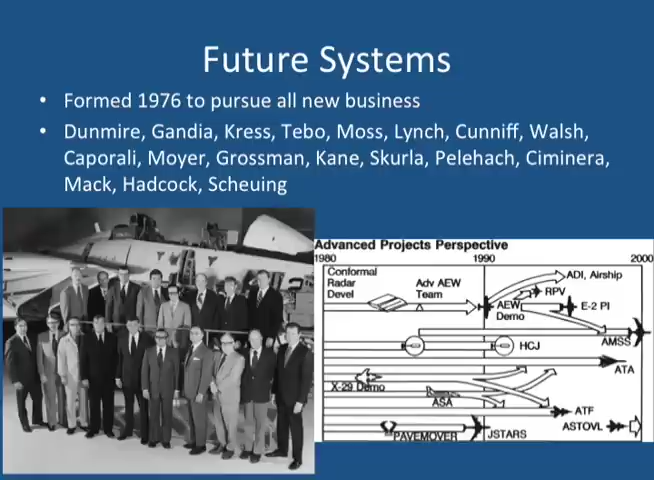 Future Systems
• Formed 1976 to pursue all new business
• Dunmire, Gandia, Kress, Tebo, Moss, Lynch, Cunniff, Walsh,
Caporali, Moyer, Grossman, Kane, Skurla, Pelehach, Ciminera,
Mack, Hadcock, Scheuing
Advanced Projects Perspective
1980 1990 2000
Conformal
Radar
Devel
Adv AEW
Team
ADI, Airship
RPV
AEW
Demo
E-2 PI
AMSS
HCJ
ATA
X-29 Demo
ASA
ATF
PAVEMOVER
JSTARS
ASTOVL